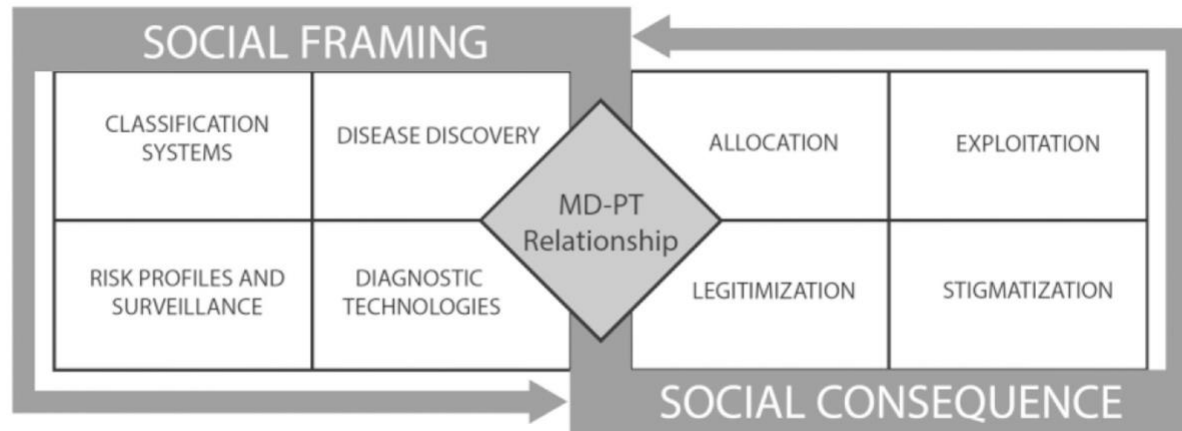 SOCIAL FRAMING
CLASSIFICATION
SYSTEMS
DISEASE DISCOVERY
RISK PROFILES AND
SURVEILLANCE
DIAGNOSTIC
TECHNOLOGIES
MD-PT
Relationship
ALLOCATION
EXPLOITATION
LEGITIMIZATION
STIGMATIZATION
SOCIAL CONSEQUENCE